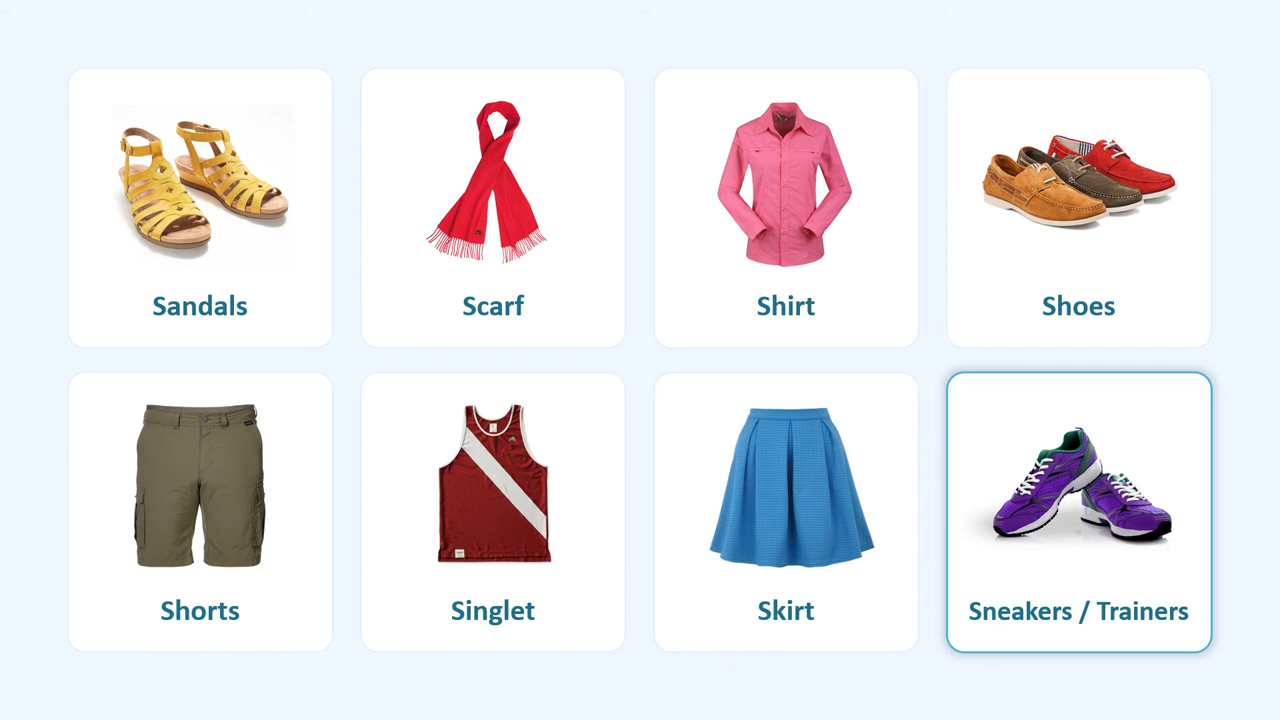 Sandals
Scarf
Shirt
Shoes
Shorts
Singlet
Skirt
Sneakers / Trainers